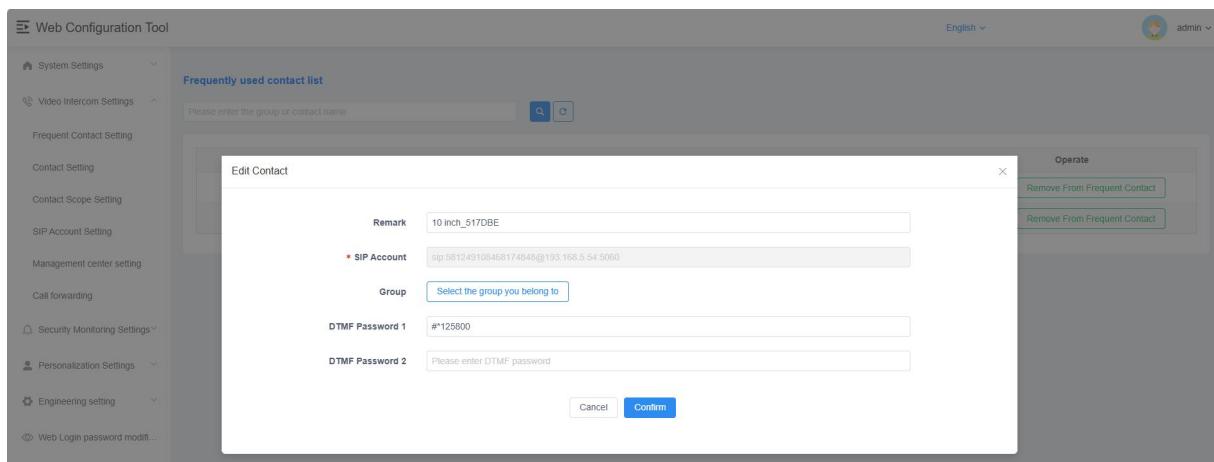 Web Configuration Tool
English
admin
System Settings
Video Intercom Settings
Frequent Contact Setting
Contact Setting
Contact Scope Setting
SIP Account Setting
Management center setting
Call forwarding
Security Monitoring Settings
Personalization Settings
Engineering setting
Web Login password modifi...
Frequently used contact list
Please enter the group or contact name
Operate
Remove From Frequent Contact
Remove From Frequent Contact
Edit Contact
Remark 10 inch_517DBE
* SIP Account sip:581249108468174848@193.168.5.54:5060
Group Select the group you belong to
DTMF Password 1 #*125800
DTMF Password 2 Please enter DTMF password
Cancel Confirm